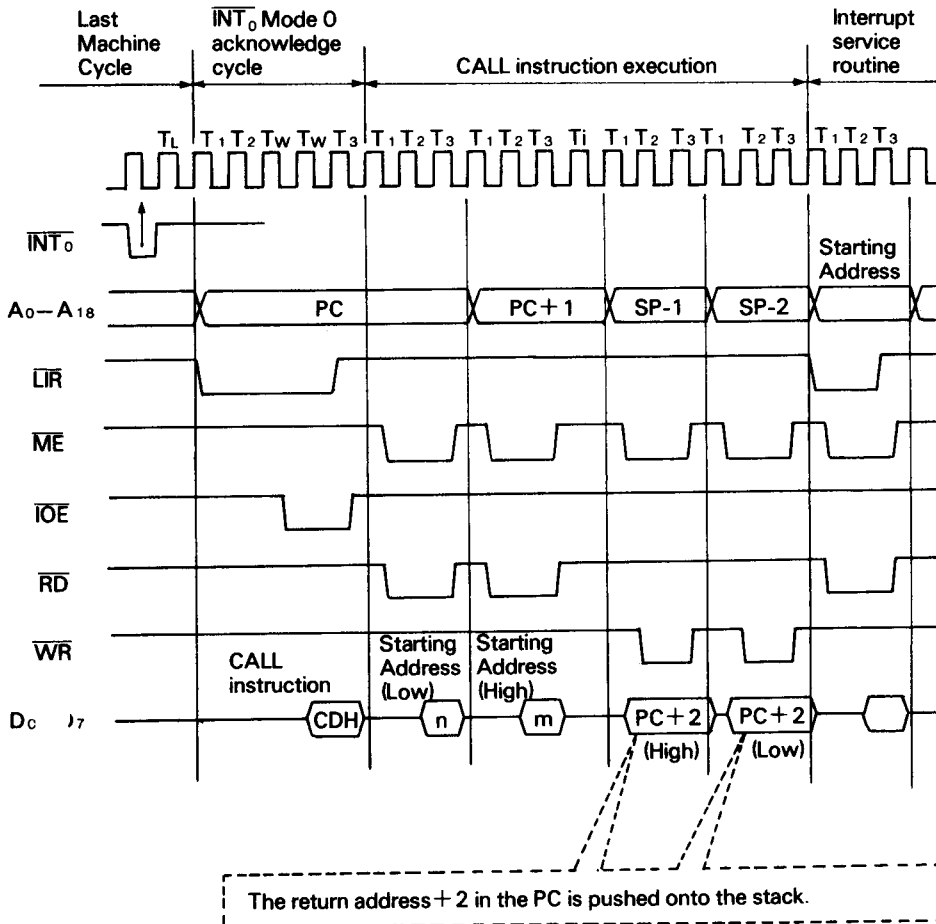 Last Machine Cycle
INT₀ Mode 0 acknowledge cycle
CALL instruction execution
Interrupt service routine
TL T1 T2 TW TW T3 T1 T2 T3 T1 T2 T3 Ti T1 T2 T3 T1 T2 T3 T1 T2 T3
INT₀
Starting Address
A₀—A₁₈ PC PC+1 SP-1 SP-2
LIR
ME
IOE
RD
WR
CALL instruction
Starting Address (Low)
Starting Address (High)
CDH n m PC+2 PC+2
(High) (Low)
The return address+2 in the PC is pushed onto the stack.